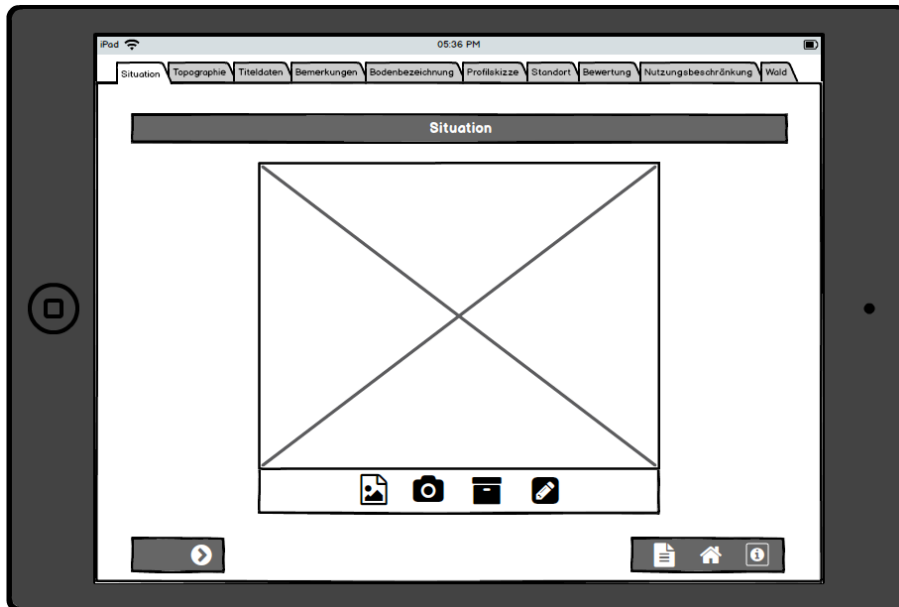 iPad 05:36 PM
Situation Topographie Titeldaten Bemerkungen Bodenbezeichnung Profilskizze Standort Bewertung Nutzungsbeschränkung Wald
Situation